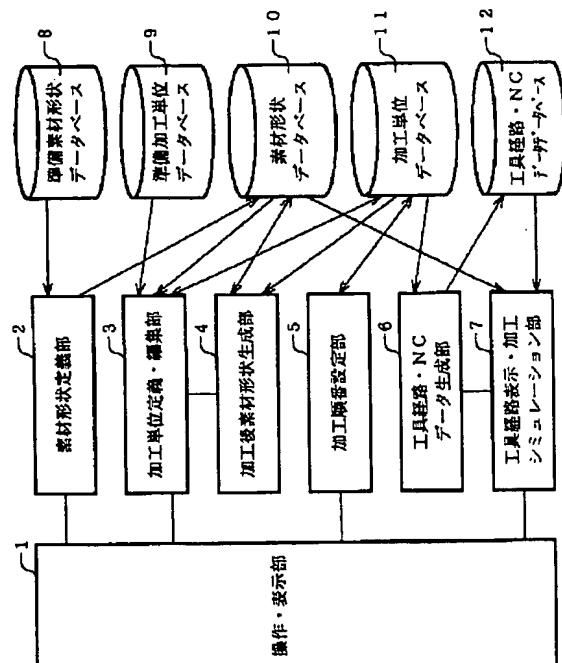 1
操作・表示部
2
素材形状定義部
3
加工単位定義・編集部
4
加工後素材形状生成部
5
加工順番設定部
6
工具経路・NC
データ生成部
7
工具経路表示・加工
シミュレーション部
8
準備素材形状
データベース
9
準備加工単位
データベース
10
素材形状
データベース
11
加工単位
データベース
12
工具経路・NC
データデータベース